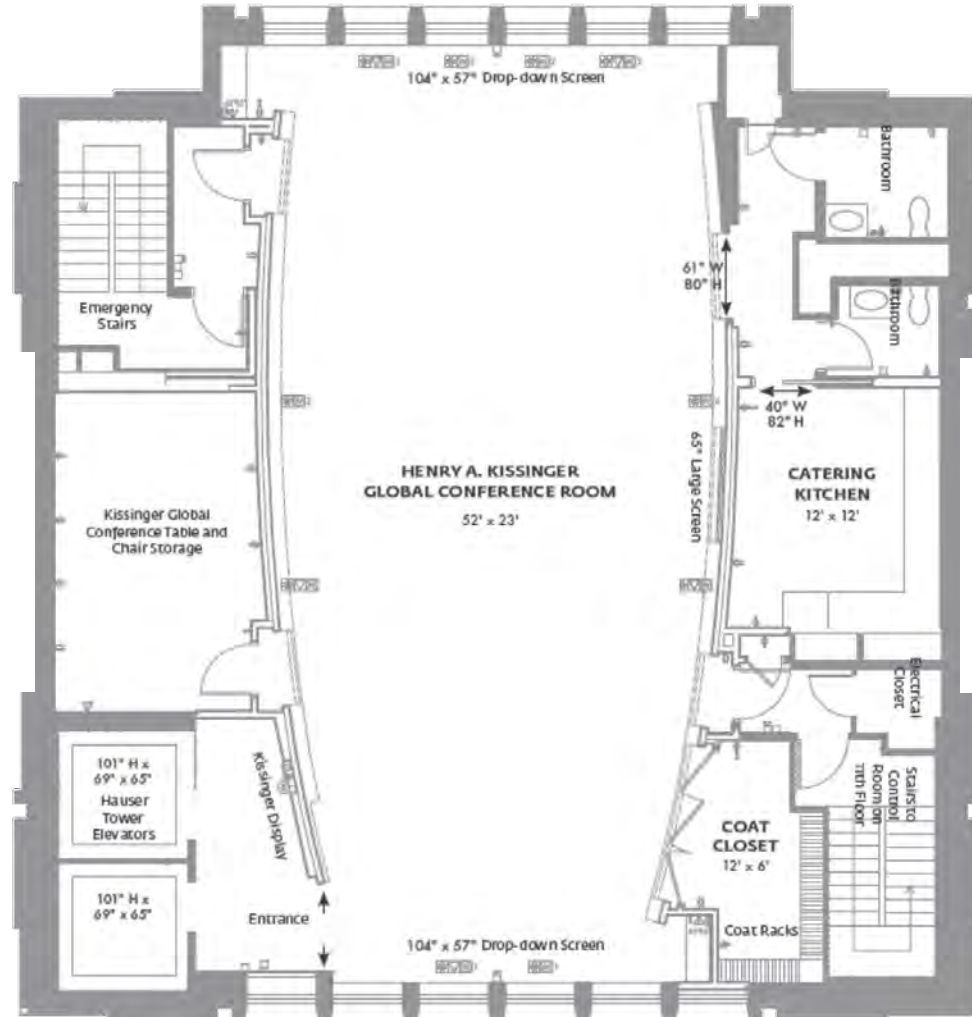 104" x 57" Drop-down Screen
Bathroom
61" W
80" H
Emergency
Stairs
Bathroom
40" W
82" H
HENRY A. KISSINGER
GLOBAL CONFERENCE ROOM
52' x 23'
65" Large Screen
CATERING
KITCHEN
12' x 12'
Kissinger Global
Conference Table and
Chair Storage
Electrical
Closet
101" H x
69" x 65"
Hauser
Tower
Elevators
Kissinger Display
Stairs to
Control
Room on
11th Floor
COAT
CLOSET
12' x 6'
101" H x
69" x 65"
Entrance
Coat Racks
104" x 57" Drop-down Screen